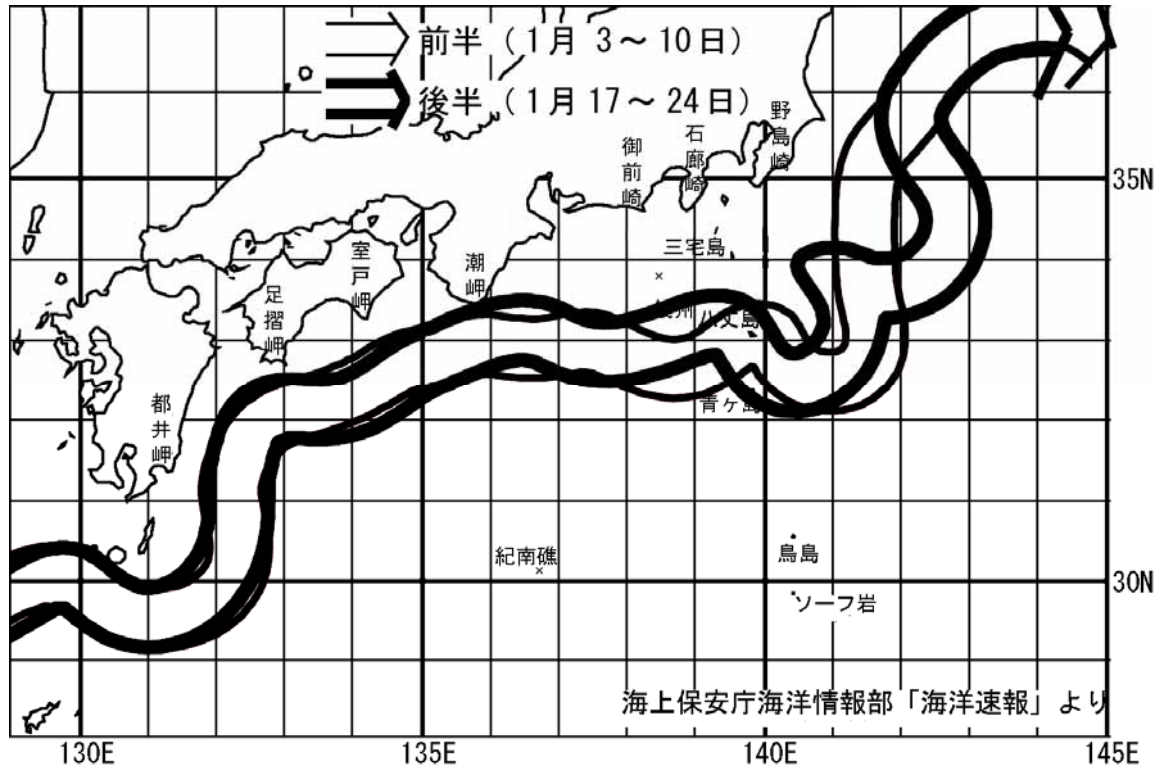 前半（1月 3～10日）
後半（1月 17～24日）
野島崎
石廊崎
御前崎
35N
三宅島
室戸岬
潮岬
足摺岬
八丈島
青ヶ島
都井岬
紀南礁
鳥島
30N
ソーフ岩
海上保安庁海洋情報部「海洋速報」より
130E
135E
140E
145E